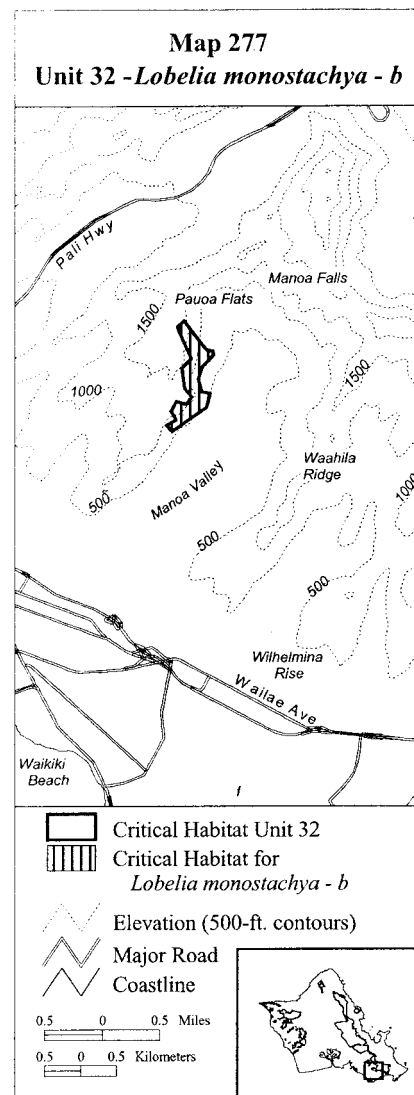 Map 277
Unit 32 -Lobelia monostachya - b
Pali Hwy
Manoa Falls
Pauoa Flats
1500
1000
1500
Waahila
Ridge
500
Manoa Valley
1000
500
500
Wilhelmina
Rise
Wailae Ave
Waikiki
Beach
Critical Habitat Unit 32
Critical Habitat for
Lobelia monostachya - b
Elevation (500-ft. contours)
Major Road
Coastline
0.5 0 0.5 Miles
0.5 0 0.5 Kilometers